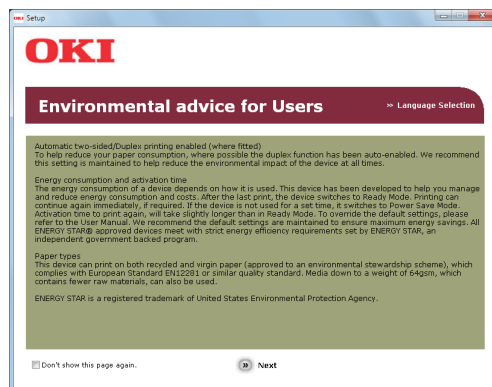 Setup
OKI
Environmental advice for Users
» Language Selection
Automatic two-sided/Duplex printing enabled (where fitted)
To help reduce your paper consumption, where possible the duplex function has been auto-enabled. We recommend
this setting is maintained to help reduce the environmental impact of the device at all times.
Energy consumption and activation time
The energy consumption of a device depends on how it is used. This device has been developed to help you manage
and reduce energy consumption and costs. After the last print, the device switches to Ready Mode. Printing can
continue again immediately, if required. If the device is not used for a set time, it switches to Power Save Mode.
Activation time to print again, will take slightly longer than in Ready Mode. To override the default settings, please
refer to the User Manual. We recommend the default settings are maintained to ensure maximum energy savings. All
ENERGY STAR® approved devices meet with strict energy efficiency requirements set by ENERGY STAR, an
independent government backed program.
Paper types
This device can print on both recycled and virgin paper (approved to an environmental stewardship scheme), which
complies with European Standard EN12281 or similar quality standard. Media down to a weight of 64gsm, which
contains fewer raw materials, can also be used.
ENERGY STAR is a registered trademark of United States Environmental Protection Agency.
Don't show this page again.
» Next